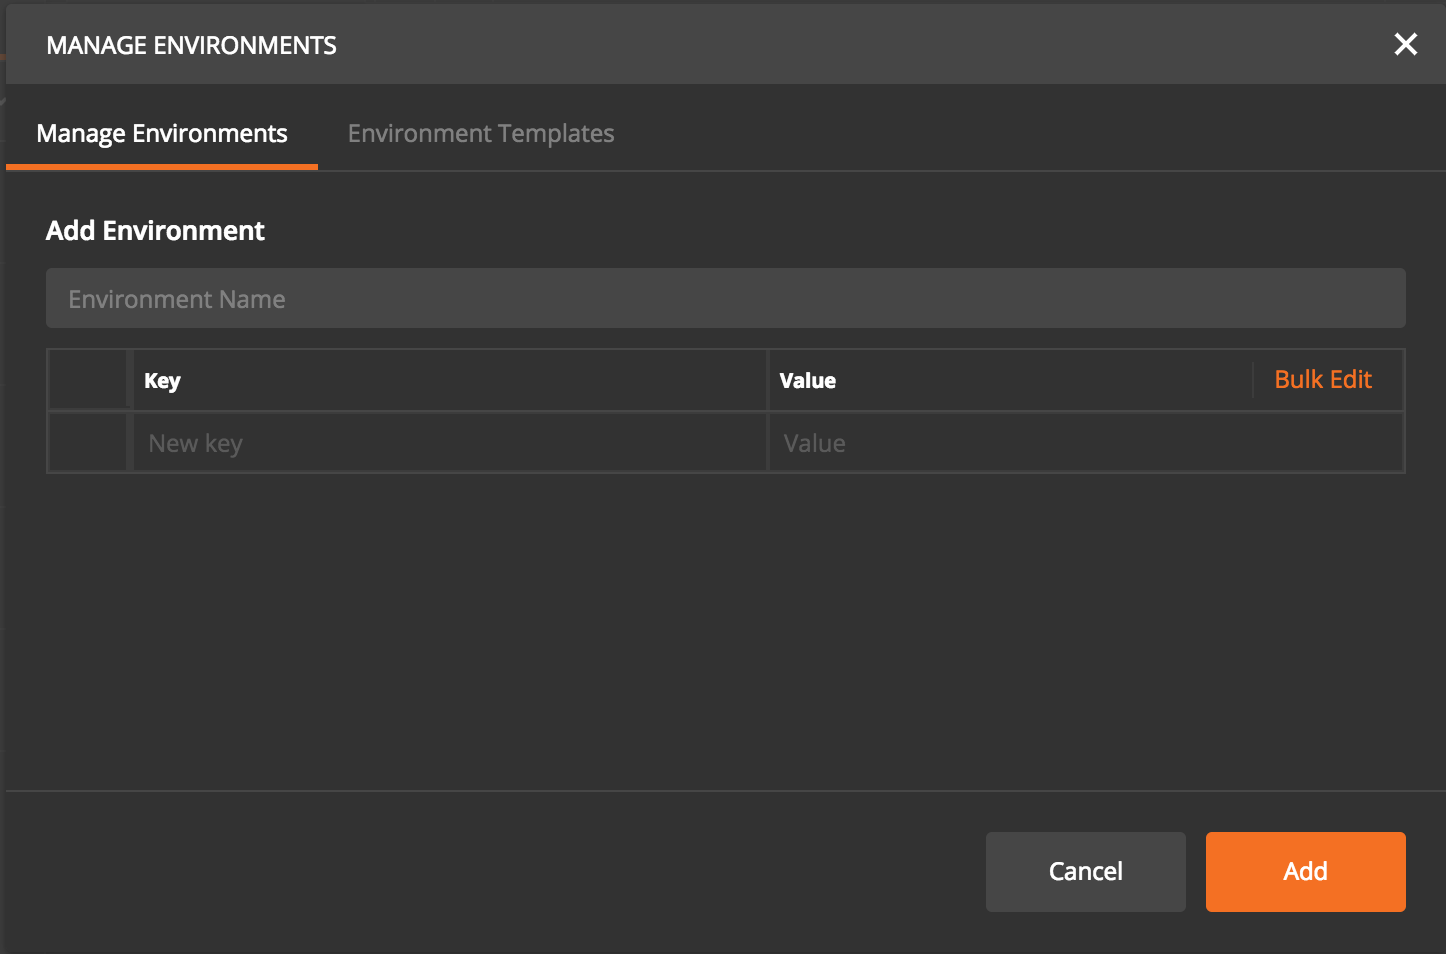 MANAGE ENVIRONMENTS
Manage Environments Environment Templates
Add Environment
Environment Name
Key Value Bulk Edit
New key Value
Cancel Add